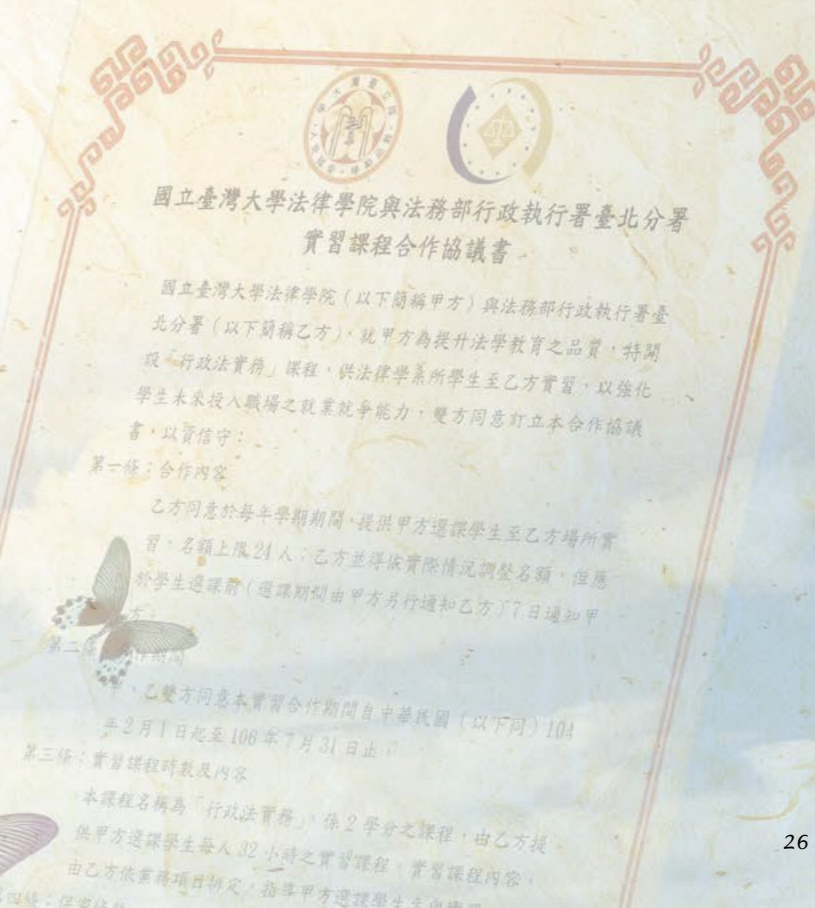 國立臺灣大學法律學院與法務部行政執行署臺北分署
實習課程合作協議書
國立臺灣大學法律學院（以下簡稱甲方）與法務部行政執行署臺
北分署（以下簡稱乙方），就甲方為提升法學教育之品質，特開
設「行政法實務」課程，供法律學系所學生至乙方實習，以強化
學生未來投入職場之就業就爭能力，雙方同意訂立本合作協議
書，以資信守：
第一條：合作內容
乙方同意於每年學期期間，提供甲方選課學生至乙方場所實
習，名額上限24人；乙方並得依實際情況調整名額，但應
於學生選課前（選課期間由甲方另行通知乙方）7日通知甲
方。
第二條
甲、乙雙方同意本實習合作期間自中華民國（以下同）104
年2月1日起至106年7月31日止。
第三條：實習課程時數及內容
本課程名稱為「行政法實務」，係2學分之課程，由乙方提
供甲方選課學生每人32小時之實習課程，實習課程內容，
由乙方依業務項目排定，指導甲方選課學生
26